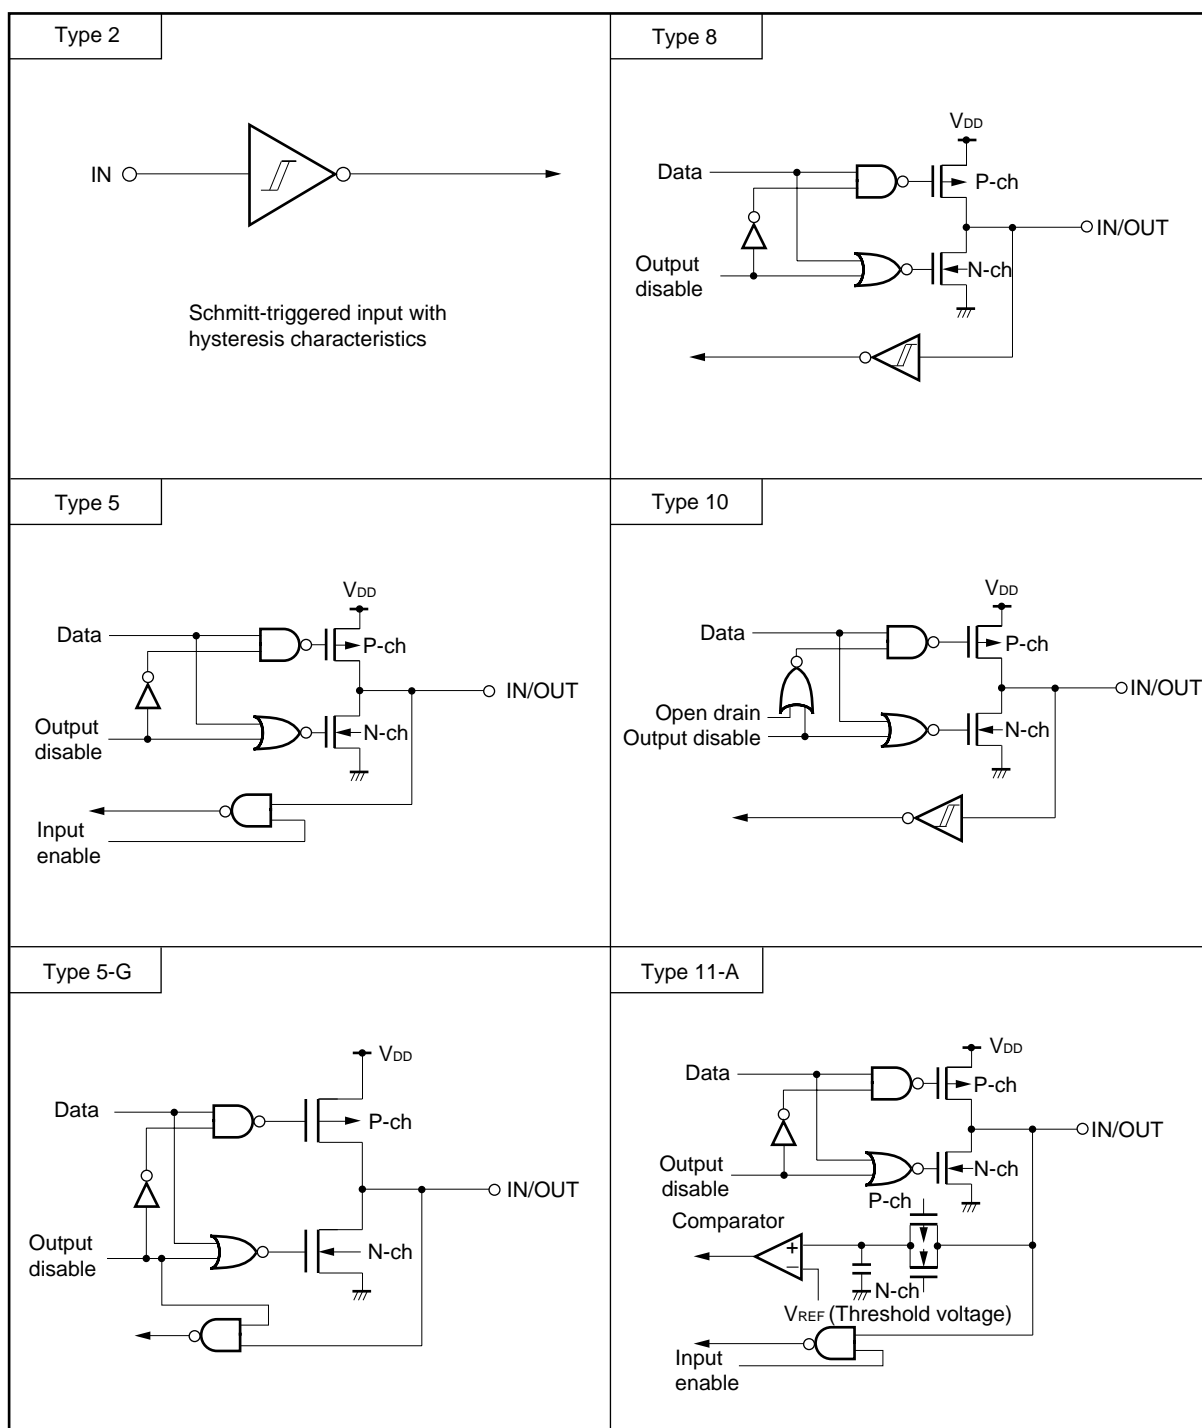 Type 2
IN
Schmitt-triggered input with
hysteresis characteristics
Type 8
VDD
Data
P-ch
IN/OUT
Output
disable
N-ch
Type 5
VDD
Data
P-ch
IN/OUT
Output
disable
N-ch
Input
enable
Type 10
VDD
Data
P-ch
IN/OUT
Open drain
Output disable
N-ch
Type 5-G
VDD
Data
P-ch
IN/OUT
Output
disable
N-ch
Type 11-A
VDD
Data
P-ch
IN/OUT
Output
disable
N-ch
P-ch
Comparator
+
−
N-ch
VREF (Threshold voltage)
Input
enable